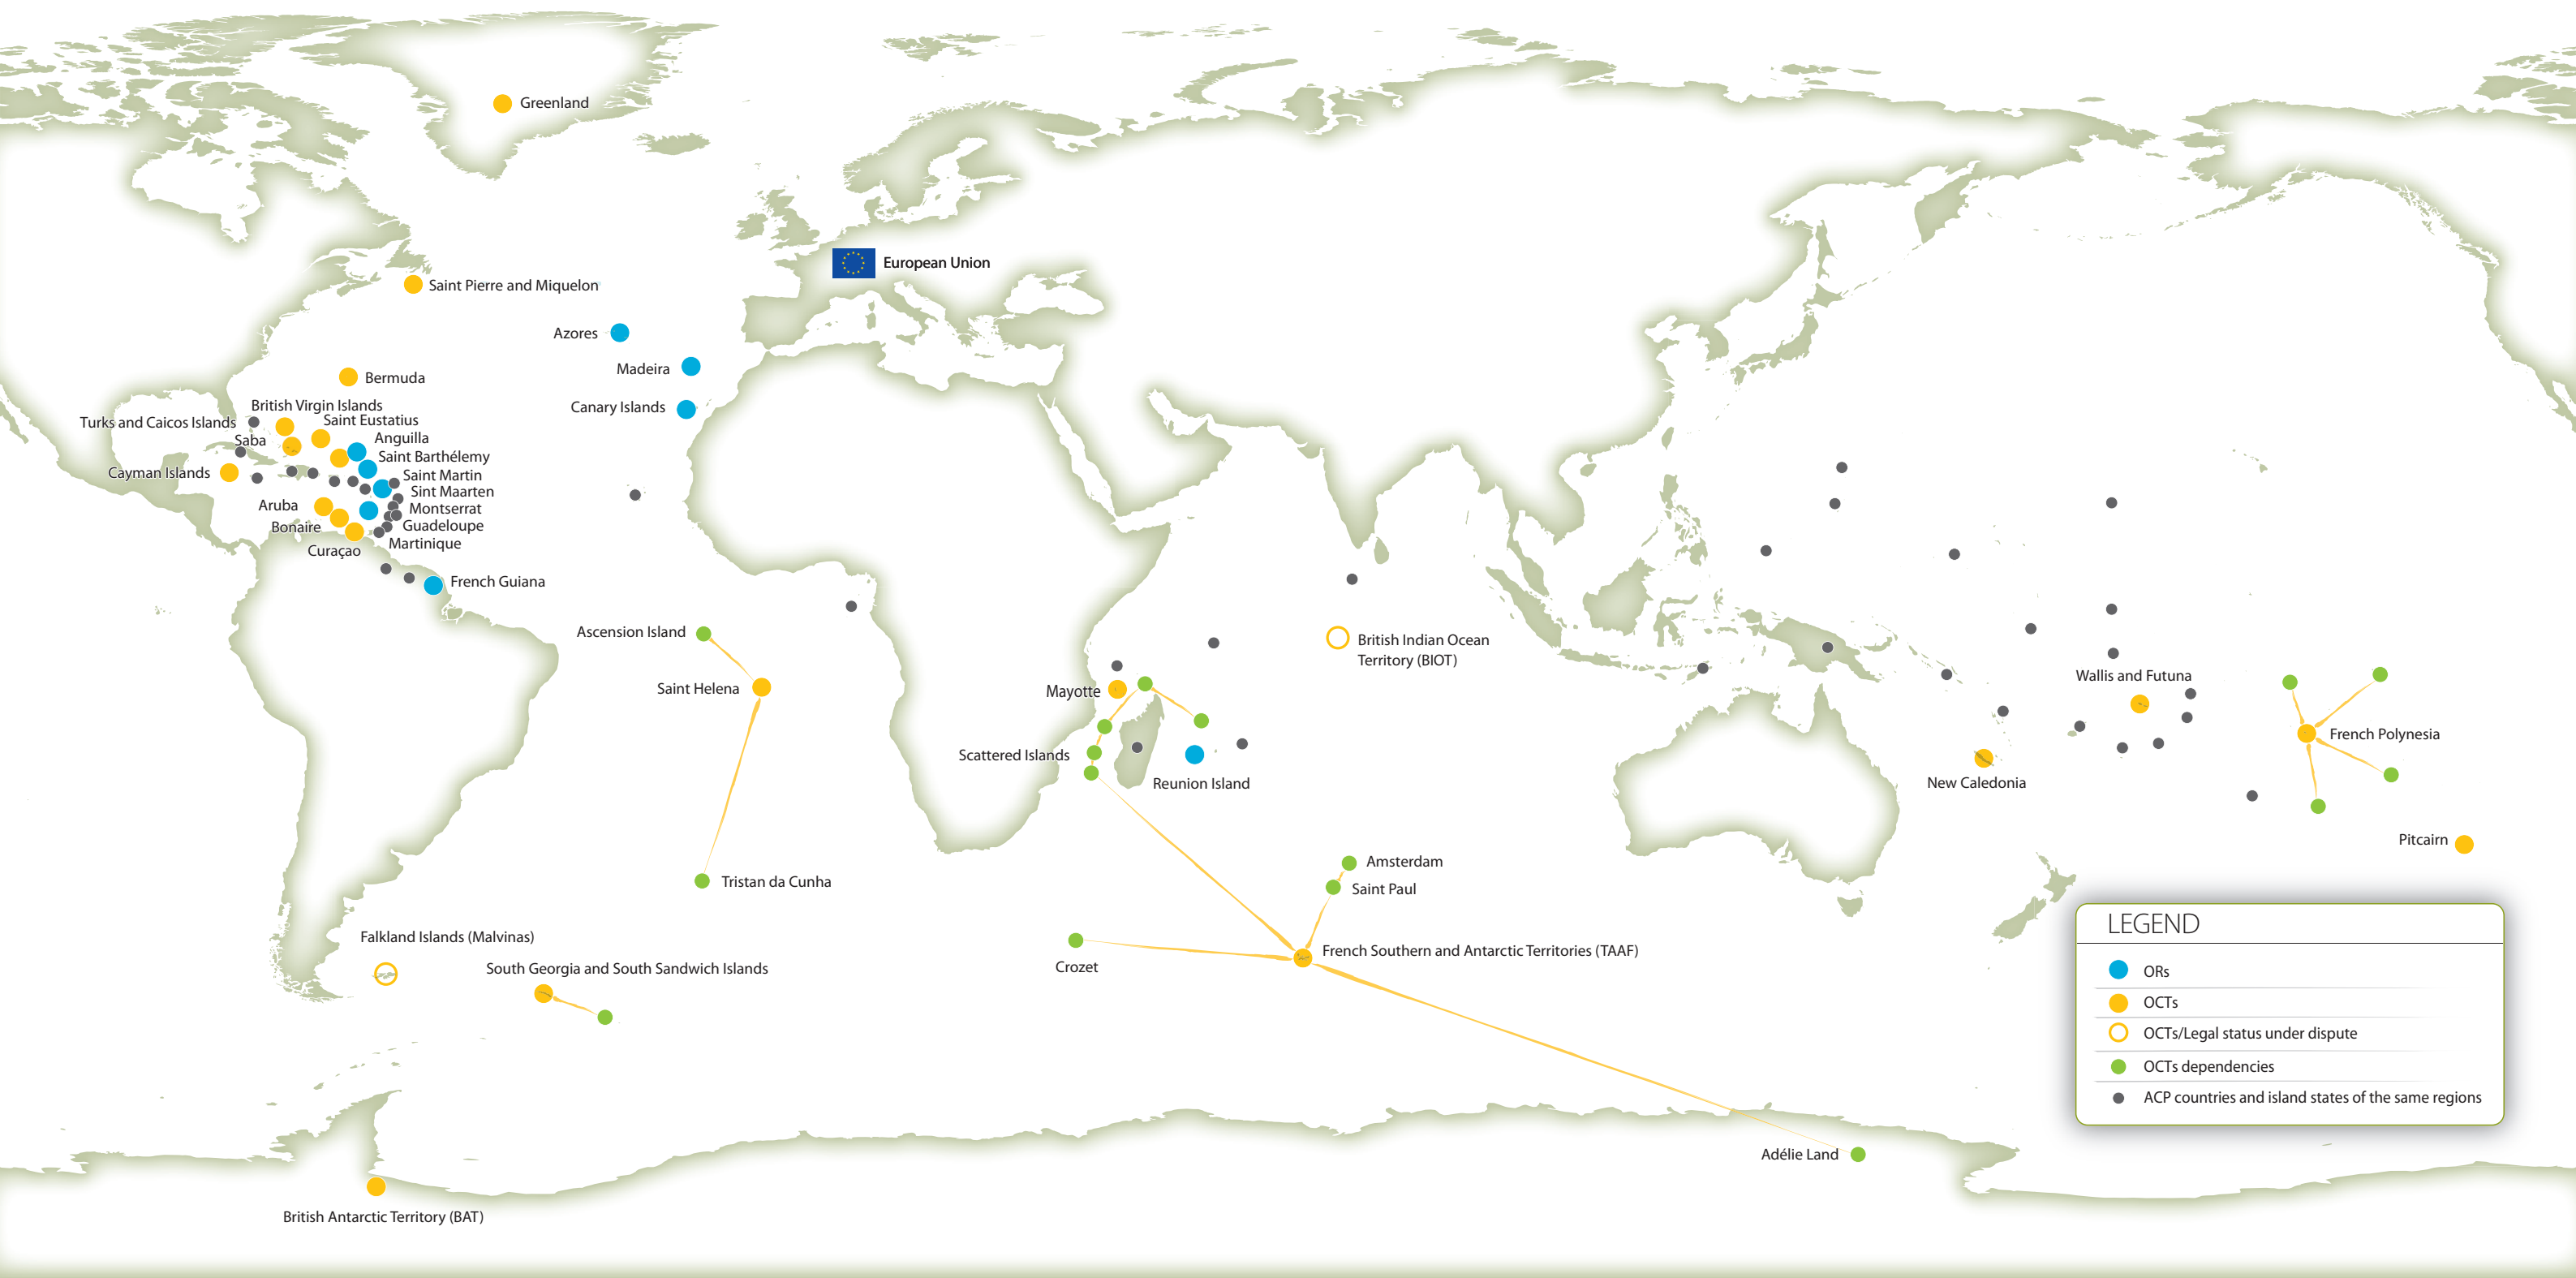 Greenland
European Union
Saint Pierre and Miquelon
Azores
Madeira
Bermuda
Canary Islands
British Virgin Islands
Turks and Caicos Islands
Saint Eustatius
Saba
Anguilla
Saint Barthélemy
Cayman Islands
Saint Martin
Sint Maarten
Aruba
Montserrat
Bonaire
Guadeloupe
Martinique
Curaçao
French Guiana
Ascension Island
British Indian Ocean
Territory (BIOT)
Saint Helena
Mayotte
Wallis and Futuna
French Polynesia
Scattered Islands
Reunion Island
New Caledonia
Pitcairn
Amsterdam
Tristan da Cunha
Saint Paul
Falkland Islands (Malvinas)
French Southern and Antarctic Territories (TAAF)
Crozet
South Georgia and South Sandwich Islands
Adélie Land
British Antarctic Territory (BAT)
LEGEND
ORs
OCTs
OCTs/Legal status under dispute
OCTs dependencies
ACP countries and island states of the same regions